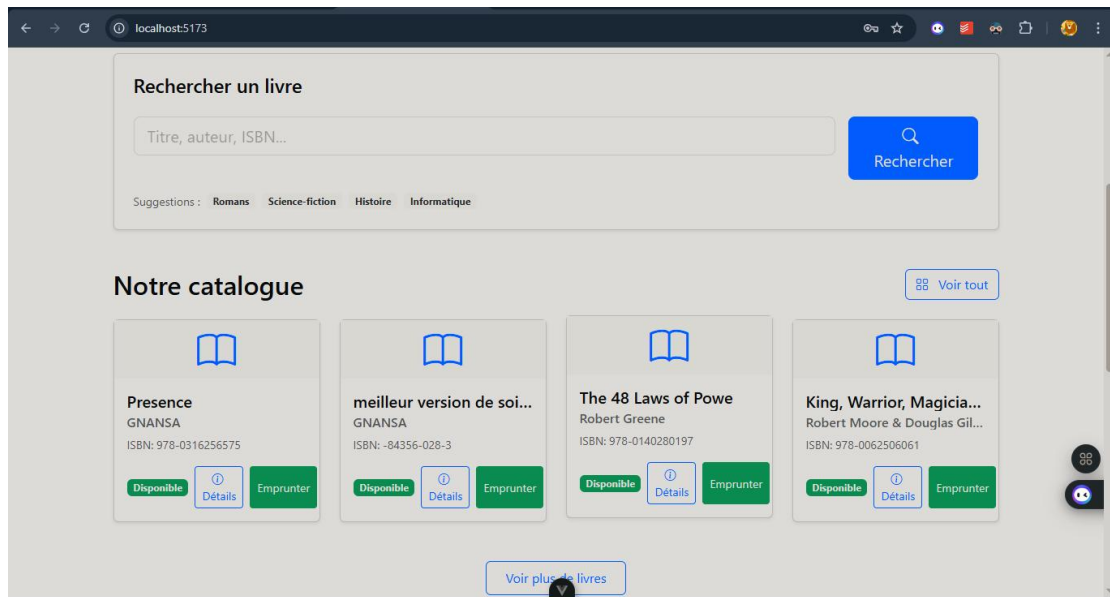 localhost:5173
Rechercher un livre
Titre, auteur, ISBN...
Rechercher
Suggestions : Romans Science-fiction Histoire Informatique
Notre catalogue
Voir tout
Presence
GNANSA
ISBN: 978-0316256575
Disponible
Détails
Emprunter
meilleur version de soi...
GNANSA
ISBN: -84356-028-3
Disponible
Détails
Emprunter
The 48 Laws of Powe
Robert Greene
ISBN: 978-0140280197
Disponible
Détails
Emprunter
King, Warrior, Magicia...
Robert Moore & Douglas Gil...
ISBN: 978-0062506061
Disponible
Détails
Emprunter
Voir plus de livres